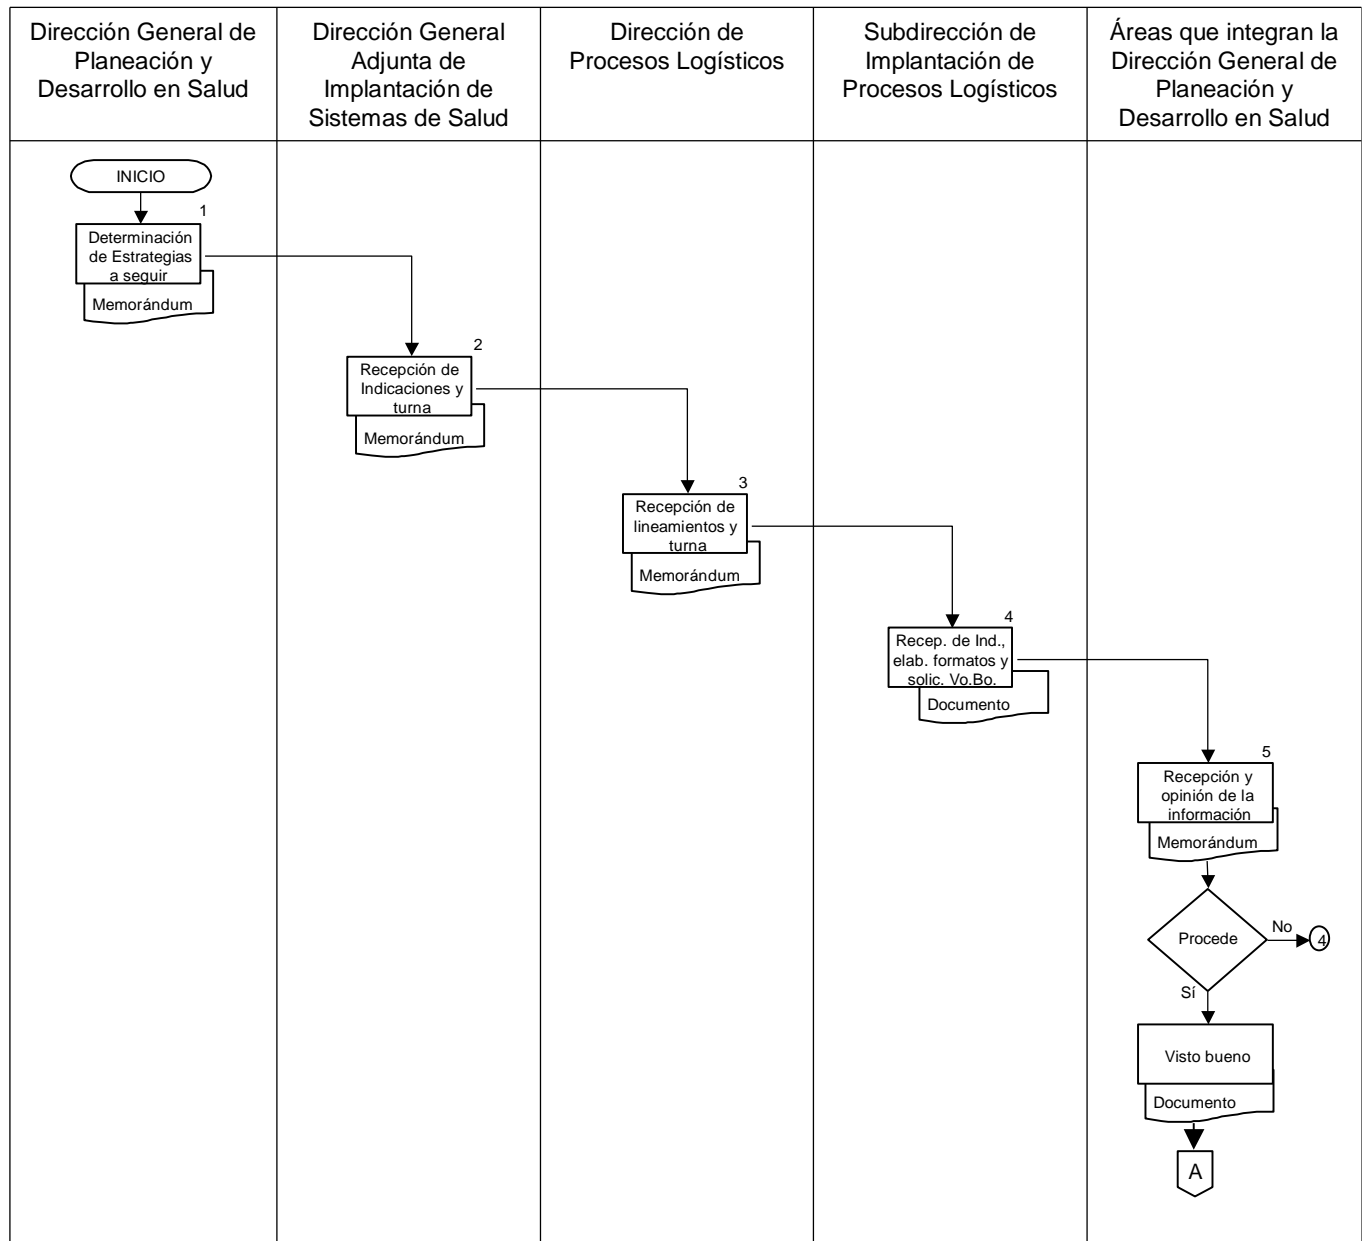 Dirección General de
Planeación y
Desarrollo en Salud
Dirección General
Adjunta de
Implantación de
Sistemas de Salud
Dirección de
Procesos Logísticos
Subdirección de
Implantación de
Procesos Logísticos
Áreas que integran la
Dirección General de
Planeación y
Desarrollo en Salud
INICIO
1
Determinación
de Estrategias
a seguir
Memorándum
2
Recepción de
Indicaciones y
turna
Memorándum
3
Recepción de
lineamientos y
turna
Memorándum
4
Recep. de Ind.,
elab. formatos y
solic. Vo.Bo.
Documento
5
Recepción y
opinión de la
información
Memorándum
Procede
No
4
Sí
Visto bueno
Documento
A